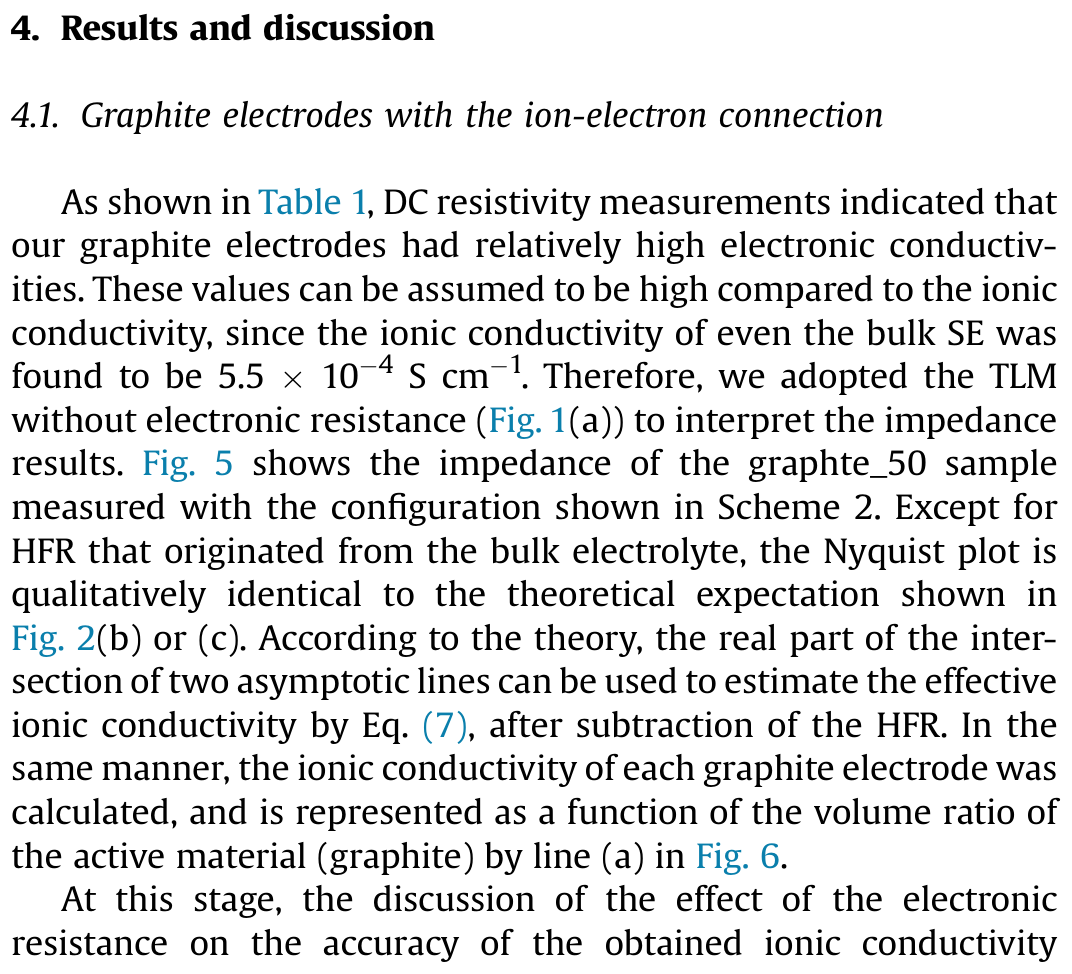 4. Results and discussion
4.1. Graphite electrodes with the ion-electron connection
As shown in Table 1, DC resistivity measurements indicated that
our graphite electrodes had relatively high electronic conductiv-
ities. These values can be assumed to be high compared to the ionic
conductivity, since the ionic conductivity of even the bulk SE was
found to be 5.5 × 10⁻⁴ S cm⁻¹. Therefore, we adopted the TLM
without electronic resistance (Fig. 1(a)) to interpret the impedance
results. Fig. 5 shows the impedance of the graphte_50 sample
measured with the configuration shown in Scheme 2. Except for
HFR that originated from the bulk electrolyte, the Nyquist plot is
qualitatively identical to the theoretical expectation shown in
Fig. 2(b) or (c). According to the theory, the real part of the inter-
section of two asymptotic lines can be used to estimate the effective
ionic conductivity by Eq. (7), after subtraction of the HFR. In the
same manner, the ionic conductivity of each graphite electrode was
calculated, and is represented as a function of the volume ratio of
the active material (graphite) by line (a) in Fig. 6.
At this stage, the discussion of the effect of the electronic
resistance on the accuracy of the obtained ionic conductivity